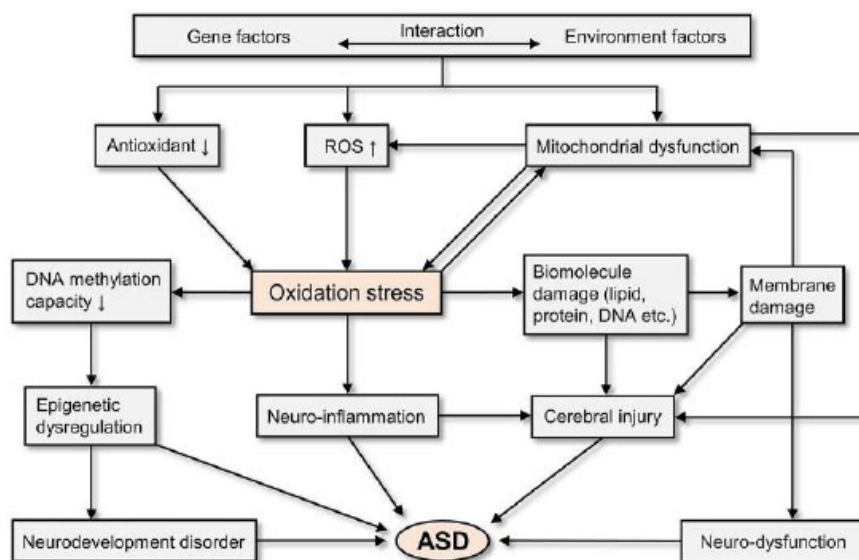 Gene factors
Interaction
Environment factors
Antioxidant ↓
ROS ↑
Mitochondrial dysfunction
DNA methylation
capacity ↓
Oxidation stress
Biomolecule
damage (lipid,
protein, DNA etc.)
Membrane
damage
Epigenetic
dysregulation
Neuro-inflammation
Cerebral injury
Neurodevelopment disorder
ASD
Neuro-dysfunction